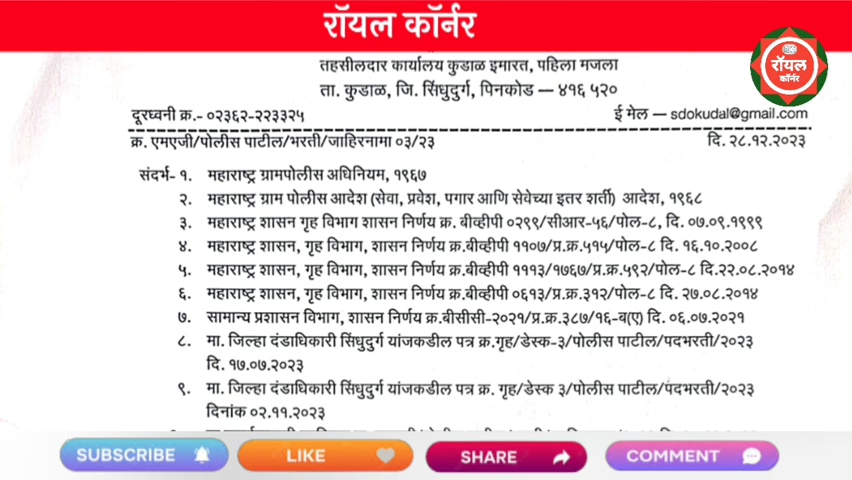 रॉयल कॉर्नर
रॉयल
कॉर्नर
तहसीलदार कार्यालय कुडाळ इमारत, पहिला मजला
ता. कुडाळ, जि. सिंधुदुर्ग, पिनकोड – ४१६ ५२०
दूरध्वनी क्र.- ०२३६२-२२३३२५ ई मेल – sdokudal@gmail.com
क्र. एमएजी/पोलीस पाटील/भरती/जाहिरनामा ०३/२३ दि. २८.१२.२०२३
संदर्भ- १. महाराष्ट्र ग्रामपोलीस अधिनियम, १९६७
२. महाराष्ट्र ग्राम पोलीस आदेश (सेवा, प्रवेश, पगार आणि सेवेच्या इतर शर्ती) आदेश, १९६८
३. महाराष्ट्र शासन गृह विभाग शासन निर्णय क्र. बीव्हीपी ०२९९/सीआर-५६/पोल-८, दि. ०७.०९.१९९९
४. महाराष्ट्र शासन, गृह विभाग, शासन निर्णय क्र.बीव्हीपी ११०७/प्र.क्र.५१५/पोल-८ दि. १६.१०.२००८
५. महाराष्ट्र शासन, गृह विभाग, शासन निर्णय क्र.बीव्हीपी १११३/१७६७/प्र.क्र.५९२/पोल-८ दि.२२.०८.२०१४
६. महाराष्ट्र शासन, गृह विभाग, शासन निर्णय क्र.बीव्हीपी ०६१३/प्र.क्र.३१२/पोल-८ दि. २७.०८.२०१४
७. सामान्य प्रशासन विभाग, शासन निर्णय क्र.बीसीसी-२०२१/प्र.क्र.३८७/१६-ब(ए) दि. ०६.०७.२०२१
८. मा. जिल्हा दंडाधिकारी सिंधुदुर्ग यांजकडील पत्र क्र.गृह/डेस्क-३/पोलीस पाटील/पदभरती/२०२३
दि. १७.०७.२०२३
९. मा. जिल्हा दंडाधिकारी सिंधुदुर्ग यांजकडील पत्र क्र. गृह/डेस्क ३/पोलीस पाटील/पदभरती/२०२३
दिनांक ०२.११.२०२३
SUBSCRIBE LIKE SHARE COMMENT